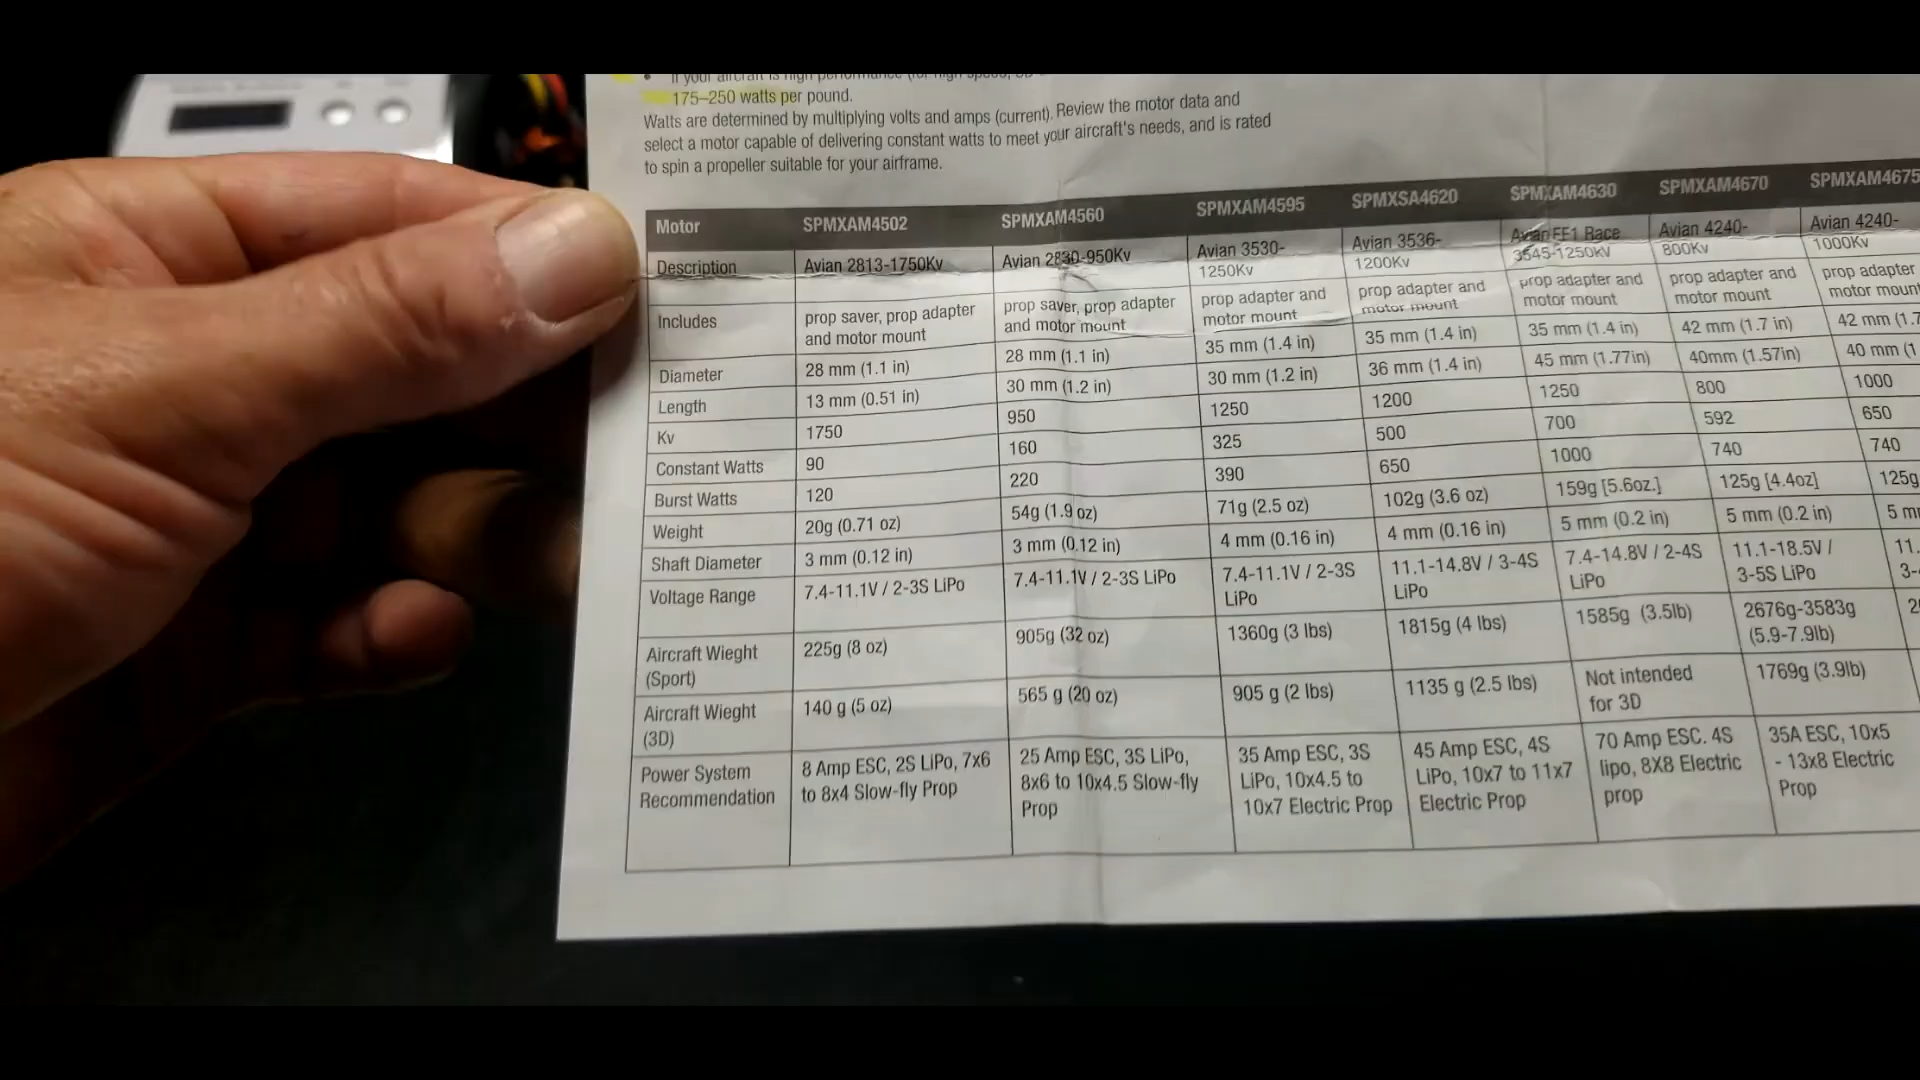 If your aircraft is high performance (for high speed, 3D
175–250 watts per pound.
Watts are determined by multiplying volts and amps (current). Review the motor data and
select a motor capable of delivering constant watts to meet your aircraft's needs, and is rated
to spin a propeller suitable for your airframe.
Motor SPMXAM4502 SPMXAM4560 SPMXAM4595 SPMXSA4620 SPMXAM4630 SPMXAM4670 SPMXAM4675
Description Avian 2813-1750Kv Avian 2830-950Kv Avian 3530- Avian 3536- Avian FF1 Race Avian 4240- Avian 4240-
1250Kv 1200Kv 3545-1250Kv 800Kv 1000Kv
Includes prop saver, prop adapter prop saver, prop adapter prop adapter and prop adapter and prop adapter and prop adapter and prop adapter
and motor mount and motor mount motor mount motor mount motor mount motor mount motor mount
Diameter 28 mm (1.1 in) 28 mm (1.1 in) 35 mm (1.4 in) 35 mm (1.4 in) 35 mm (1.4 in) 42 mm (1.7 in) 42 mm (1.7
Length 13 mm (0.51 in) 30 mm (1.2 in) 30 mm (1.2 in) 36 mm (1.4 in) 45 mm (1.77in) 40mm (1.57in) 40 mm (1
Kv 1750 950 1250 1200 1250 800 1000
Constant Watts 90 160 325 500 700 592 650
Burst Watts 120 220 390 650 1000 740 740
Weight 20g (0.71 oz) 54g (1.9 oz) 71g (2.5 oz) 102g (3.6 oz) 159g [5.6oz.] 125g [4.4oz] 125g
Shaft Diameter 3 mm (0.12 in) 3 mm (0.12 in) 4 mm (0.16 in) 4 mm (0.16 in) 5 mm (0.2 in) 5 mm (0.2 in) 5 m
Voltage Range 7.4-11.1V / 2-3S LiPo 7.4-11.1V / 2-3S LiPo 7.4-11.1V / 2-3S 11.1-14.8V / 3-4S 7.4-14.8V / 2-4S 11.1-18.5V / 11.
LiPo LiPo LiPo 3-5S LiPo 3-
Aircraft Wieght 225g (8 oz) 905g (32 oz) 1360g (3 lbs) 1815g (4 lbs) 1585g (3.5lb) 2676g-3583g
(Sport) (5.9-7.9lb)
Aircraft Wieght 140 g (5 oz) 565 g (20 oz) 905 g (2 lbs) 1135 g (2.5 lbs) Not intended 1769g (3.9lb)
(3D) for 3D
Power System 8 Amp ESC, 2S LiPo, 7x6 25 Amp ESC, 3S LiPo, 35 Amp ESC, 3S 45 Amp ESC, 4S 70 Amp ESC. 4S 35A ESC, 10x5
Recommendation to 8x4 Slow-fly Prop 8x6 to 10x4.5 Slow-fly LiPo, 10x4.5 to LiPo, 10x7 to 11x7 lipo, 8X8 Electric - 13x8 Electric
Prop 10x7 Electric Prop Electric Prop prop Prop